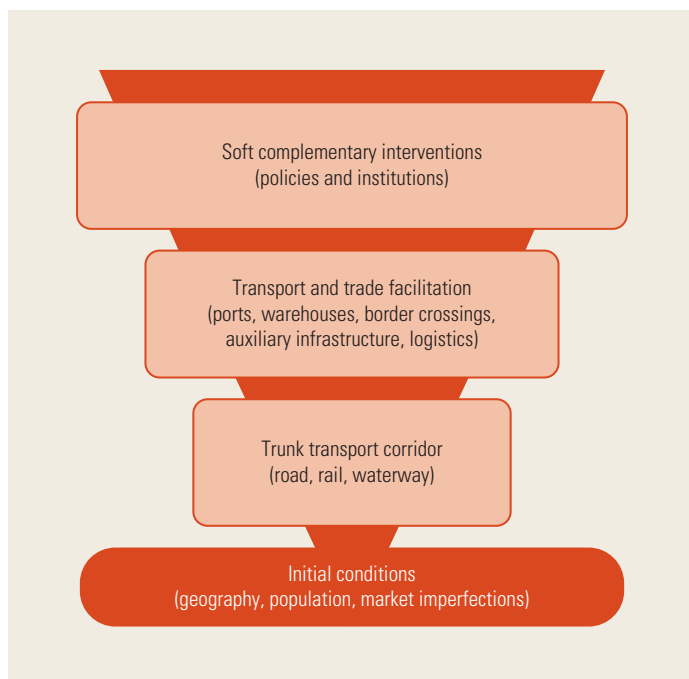 Soft complementary interventions
(policies and institutions)
Transport and trade facilitation
(ports, warehouses, border crossings,
auxiliary infrastructure, logistics)
Trunk transport corridor
(road, rail, waterway)
Initial conditions
(geography, population, market imperfections)